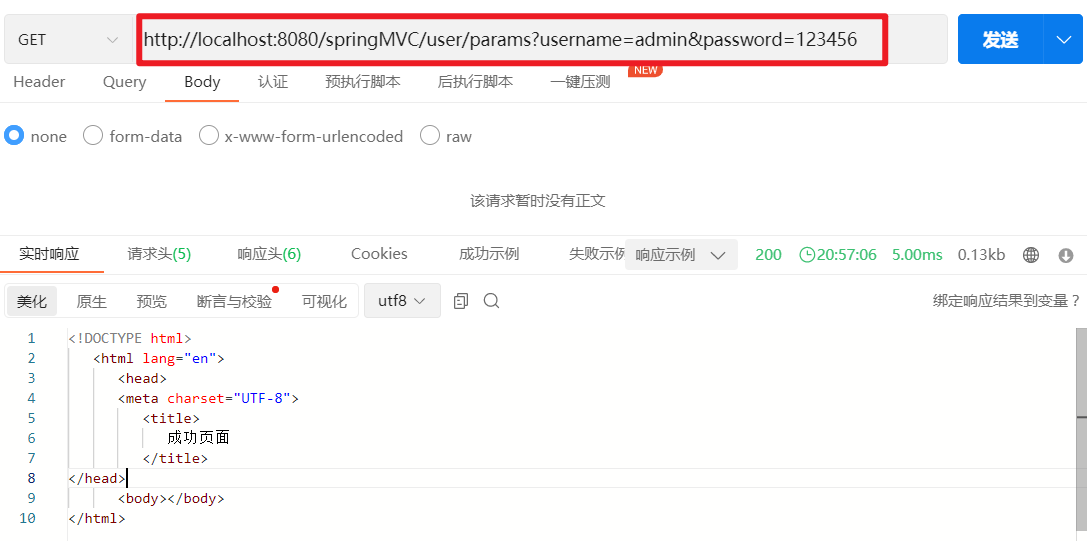 GET http://localhost:8080/springMVC/user/params?username=admin&password=123456 发送
Header Query Body 认证 预执行脚本 后执行脚本 一键压测 NEW
none form-data x-www-form-urlencoded raw
该请求暂时没有正文
实时响应 请求头(5) 响应头(6) Cookies 成功示例 失败示例 响应示例 200 20:57:06 5.00ms 0.13kb
美化 原生 预览 断言与校验 可视化 utf8 绑定响应结果到变量？
1 <!DOCTYPE html>
2 <html lang="en">
3 <head>
4 <meta charset="UTF-8">
5 <title>
6 成功页面
7 </title>
8 </head>
9 <body></body>
10 </html>